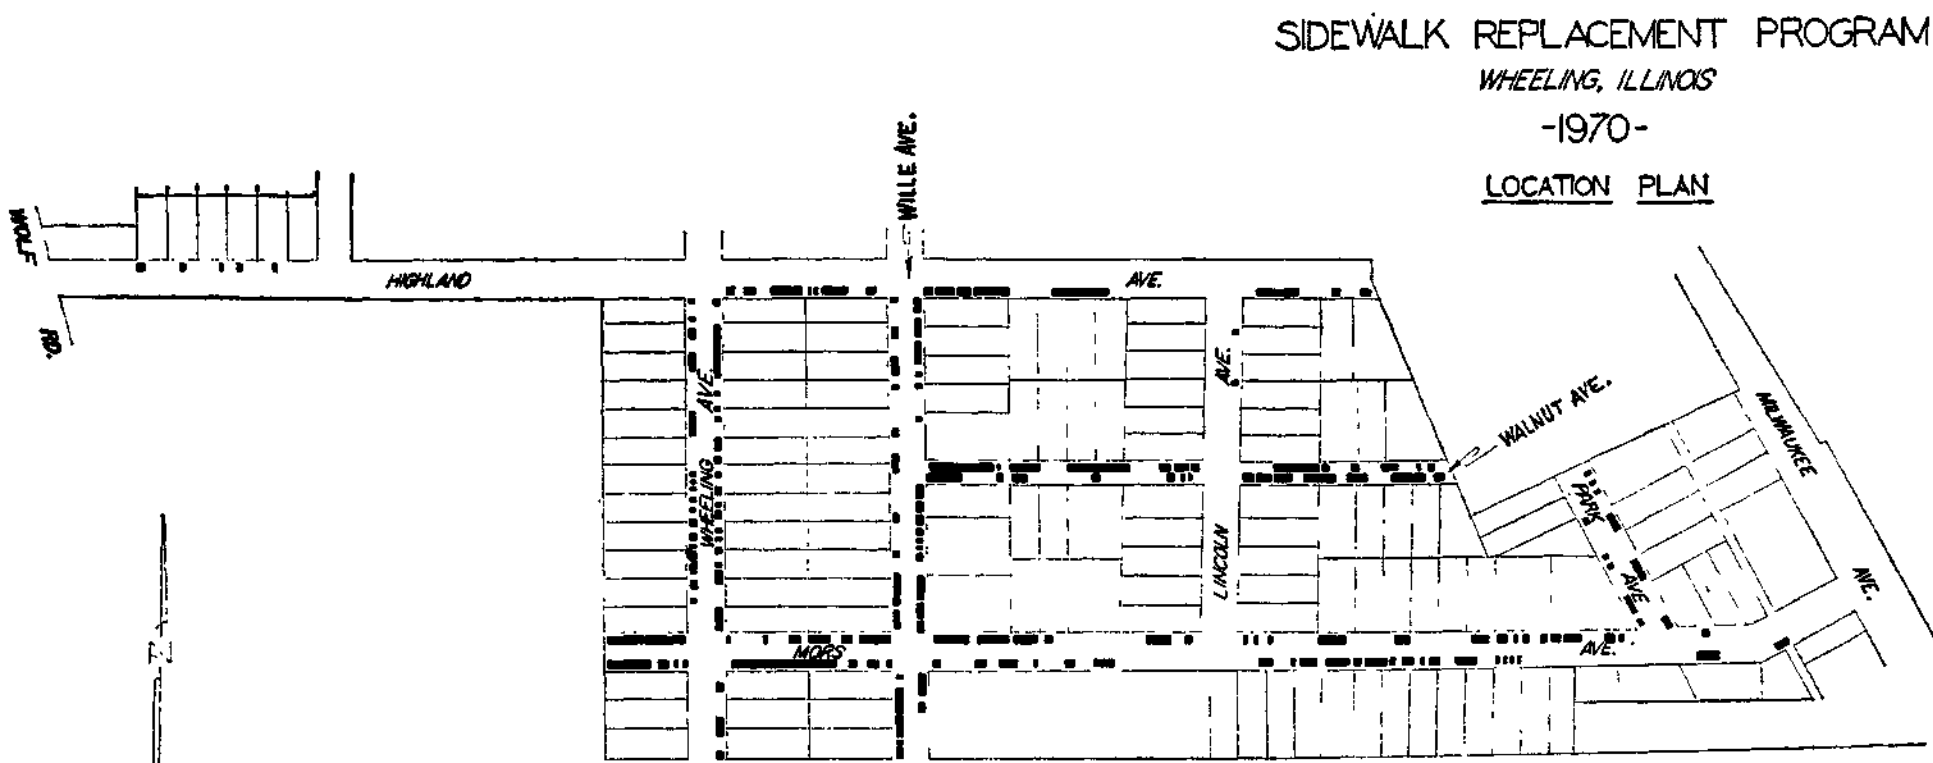 SIDEWALK REPLACEMENT PROGRAM
WHEELING, ILLINOIS
-1970-
LOCATION PLAN
WILLE AVE.
WOLF
RD.
HIGHLAND
AVE.
WHEELING AVE.
LINCOLN AVE.
WALNUT AVE.
MILWAUKEE
AVE.
PARK
AVE
MORS
AVE.
N